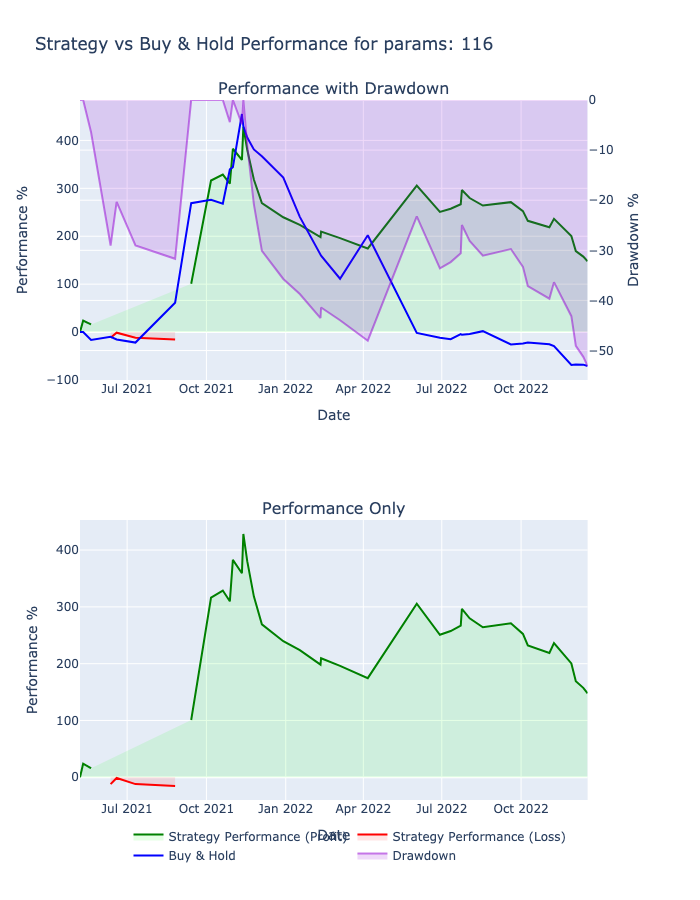 Strategy vs Buy & Hold Performance for params: 116
Performance with Drawdown
400
300
200
100
0
−100
Performance %
0
−10
−20
−30
−40
−50
Drawdown %
Jul 2021 Oct 2021 Jan 2022 Apr 2022 Jul 2022 Oct 2022
Date
Performance Only
400
300
200
100
0
Performance %
Jul 2021 Oct 2021 Jan 2022 Apr 2022 Jul 2022 Oct 2022
Date
Strategy Performance (Profit) Strategy Performance (Loss)
Buy & Hold Drawdown